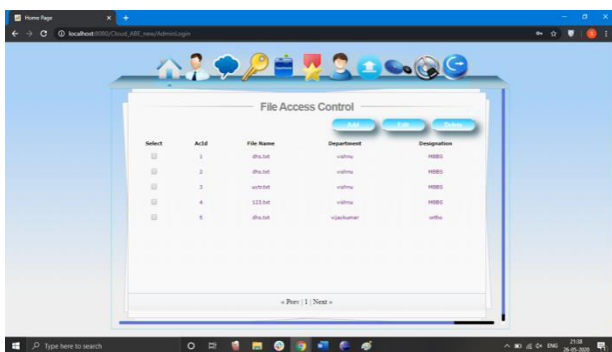 Home Page
localhost:8080/Cloud_ABE_new/AdminLogin
File Access Control
Add Edit Delete
Select AcId File Name Department Designation
1 dhs.txt vishnu MBBS
2 dhs.txt vishnu MBBS
3 vishnu MBBS
4 123.txt vishnu MBBS
5 dhs.txt vijaykumar ortho
« Prev | 1 | Next »
Type here to search
ENG
21:38
26-05-2020